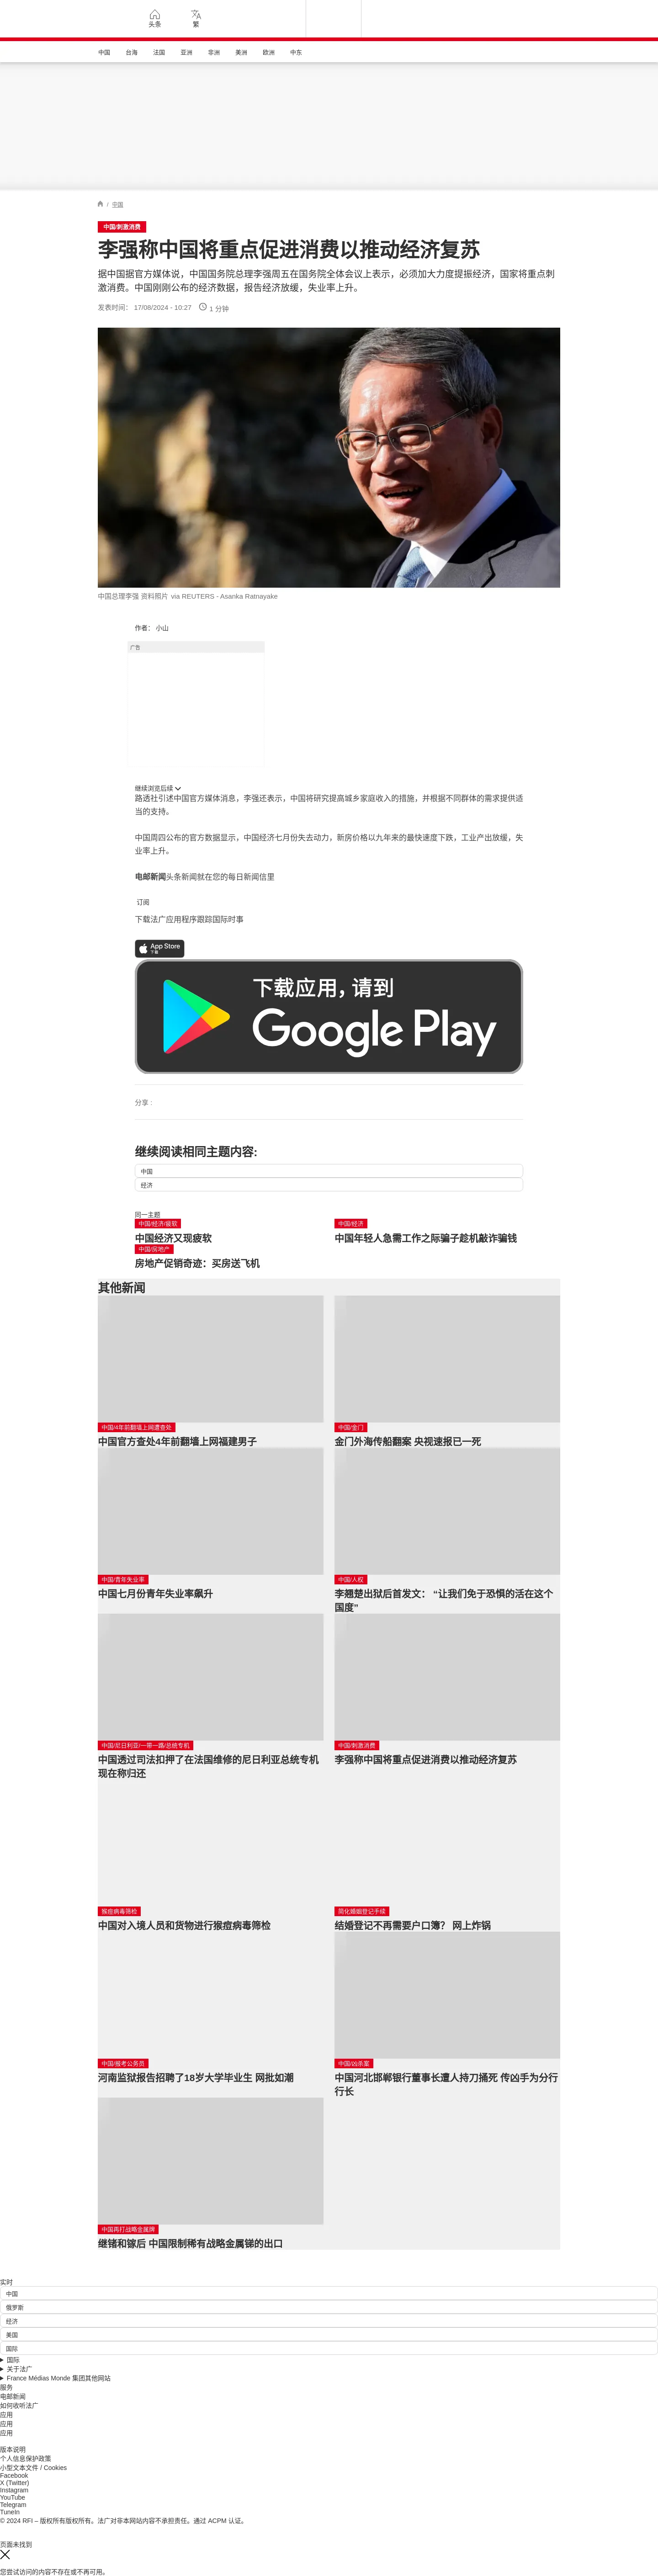 头条
繁
中国 台海 法国 亚洲 非洲 美洲 欧洲 中东
/ 中国
中国/刺激消费
李强称中国将重点促进消费以推动经济复苏
据中国据官方媒体说，中国国务院总理李强周五在国务院全体会议上表示，必须加大力度提振经济，国家将重点刺
激消费。中国刚刚公布的经济数据，报告经济放缓，失业率上升。
发表时间： 17/08/2024 - 10:27 1 分钟
中国总理李强 资料照片 via REUTERS - Asanka Ratnayake
作者： 小山
广告
继续浏览后续
路透社引述中国官方媒体消息，李强还表示，中国将研究提高城乡家庭收入的措施，并根据不同群体的需求提供适
当的支持。
中国周四公布的官方数据显示，中国经济七月份失去动力，新房价格以九年来的最快速度下跌，工业产出放缓，失
业率上升。
电邮新闻头条新闻就在您的每日新闻信里
订阅
下载法广应用程序跟踪国际时事
App Store
下载
下载应用，请到
Google Play
分享 :
继续阅读相同主题内容:
中国
经济
同一主题
中国/经济/疲软
中国经济又现疲软
中国/经济
中国年轻人急需工作之际骗子趁机敲诈骗钱
中国/房地产
房地产促销奇迹：买房送飞机
其他新闻
中国/4年前翻墙上网遭查处
中国官方查处4年前翻墙上网福建男子
中国/金门
金门外海传船翻案 央视速报已一死
中国/青年失业率
中国七月份青年失业率飙升
中国/人权
李翘楚出狱后首发文： “让我们免于恐惧的活在这个
国度”
中国/尼日利亚/一带一路/总统专机
中国透过司法扣押了在法国维修的尼日利亚总统专机
现在称归还
中国/刺激消费
李强称中国将重点促进消费以推动经济复苏
猴痘病毒筛检
中国对入境人员和货物进行猴痘病毒筛检
简化婚姻登记手续
结婚登记不再需要户口簿？ 网上炸锅
中国/报考公务员
河南监狱报告招聘了18岁大学毕业生 网批如潮
中国/凶杀案
中国河北邯郸银行董事长遭人持刀捅死 传凶手为分行
行长
中国再打战略金属牌
继锗和镓后 中国限制稀有战略金属锑的出口
实时
中国
俄罗斯
经济
美国
国际
国际
关于法广
France Médias Monde 集团其他网站
服务
电邮新闻
如何收听法广
应用
应用
应用
版本说明
个人信息保护政策
小型文本文件 / Cookies
Facebook
X (Twitter)
Instagram
YouTube
Telegram
TuneIn
© 2024 RFI – 版权所有版权所有。法广对非本网站内容不承担责任。通过 ACPM 认证。
页面未找到
您尝试访问的内容不存在或不再可用。